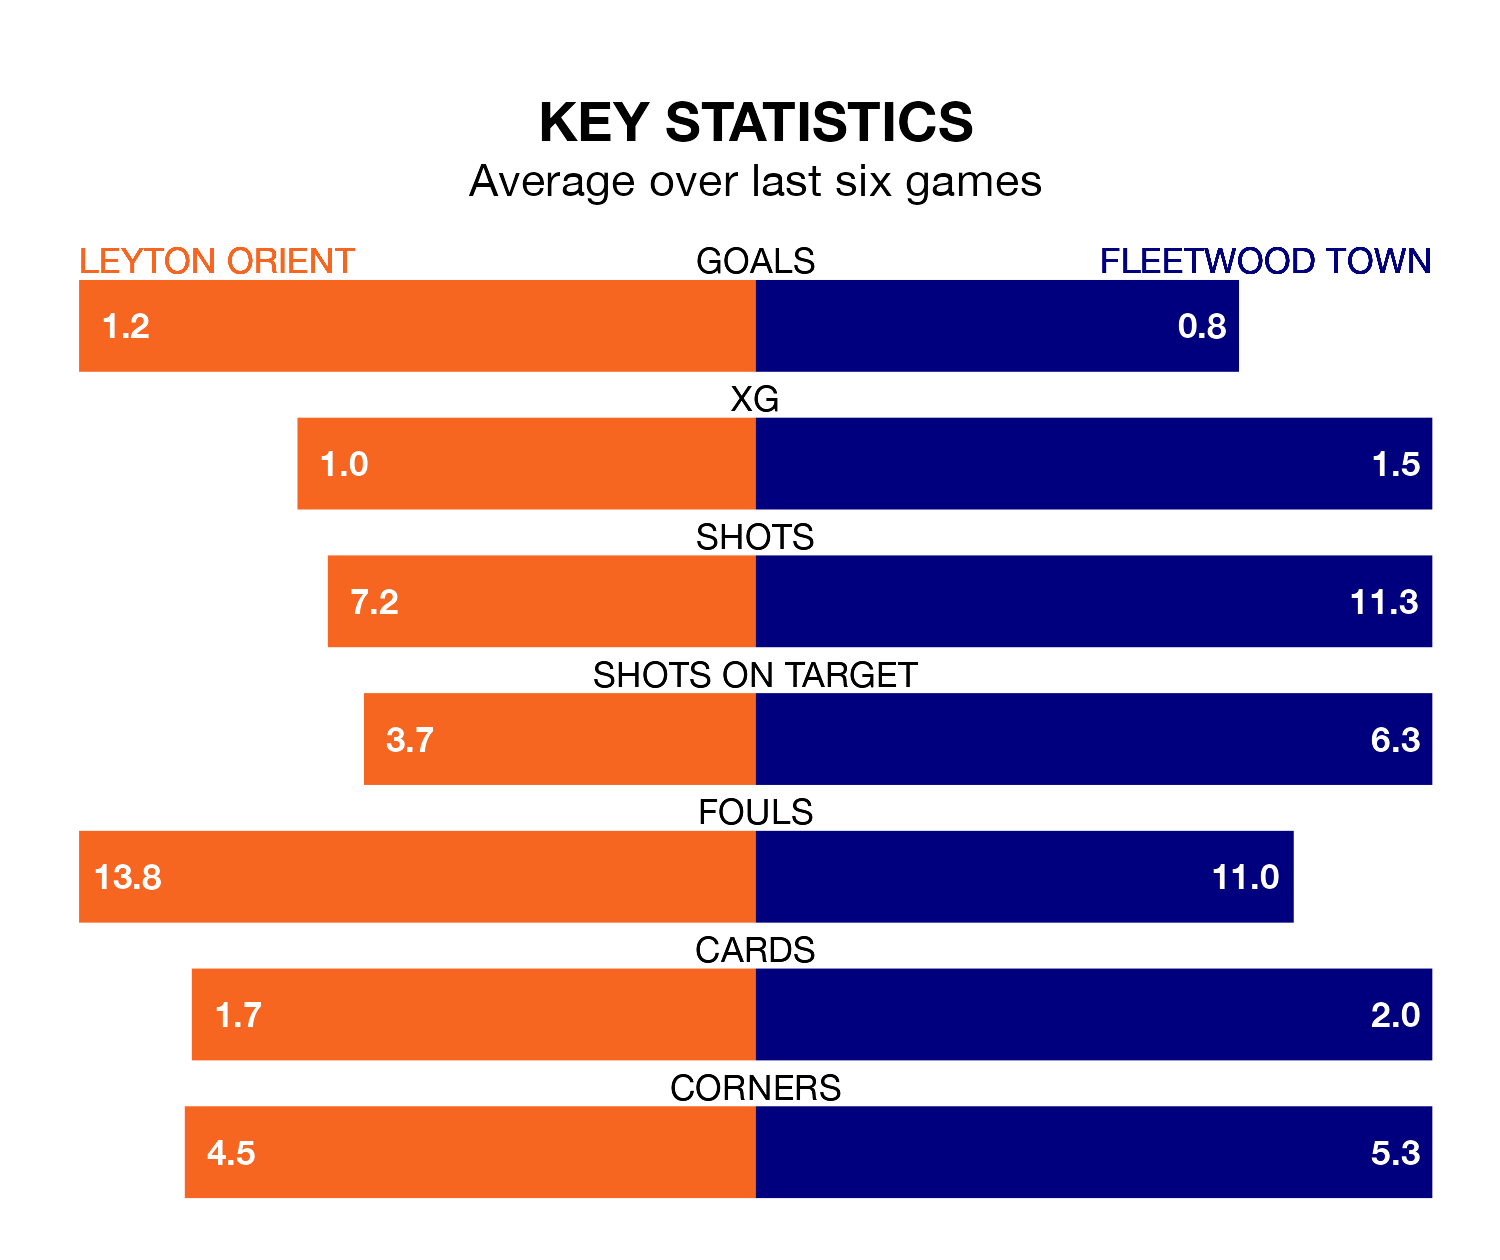 KEY STATISTICS
Average over last six games
LEYTON ORIENT GOALS FLEETWOOD TOWN
1.2 0.8
XG
1.0 1.5
SHOTS
7.2 11.3
SHOTS ON TARGET
3.7 6.3
FOULS
13.8 11.0
CARDS
1.7 2.0
CORNERS
4.5 5.3